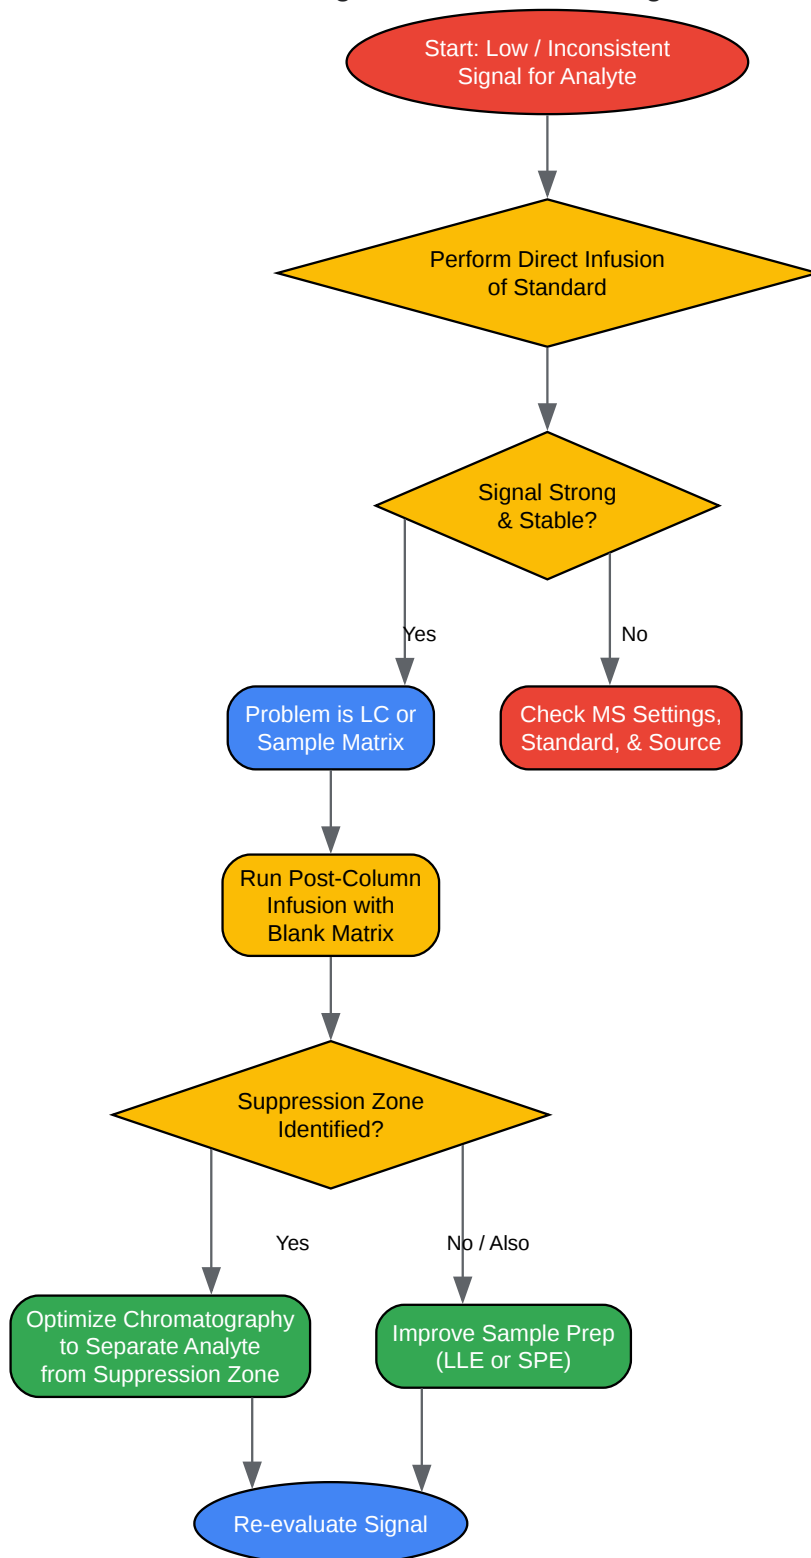 Start: Low / Inconsistent
Signal for Analyte
Perform Direct Infusion
of Standard
Signal Strong
& Stable?
Yes
No
Problem is LC or
Sample Matrix
Check MS Settings,
Standard, & Source
Run Post-Column
Infusion with
Blank Matrix
Suppression Zone
Identified?
Yes
No / Also
Optimize Chromatography
to Separate Analyte
from Suppression Zone
Improve Sample Prep
(LLE or SPE)
Re-evaluate Signal